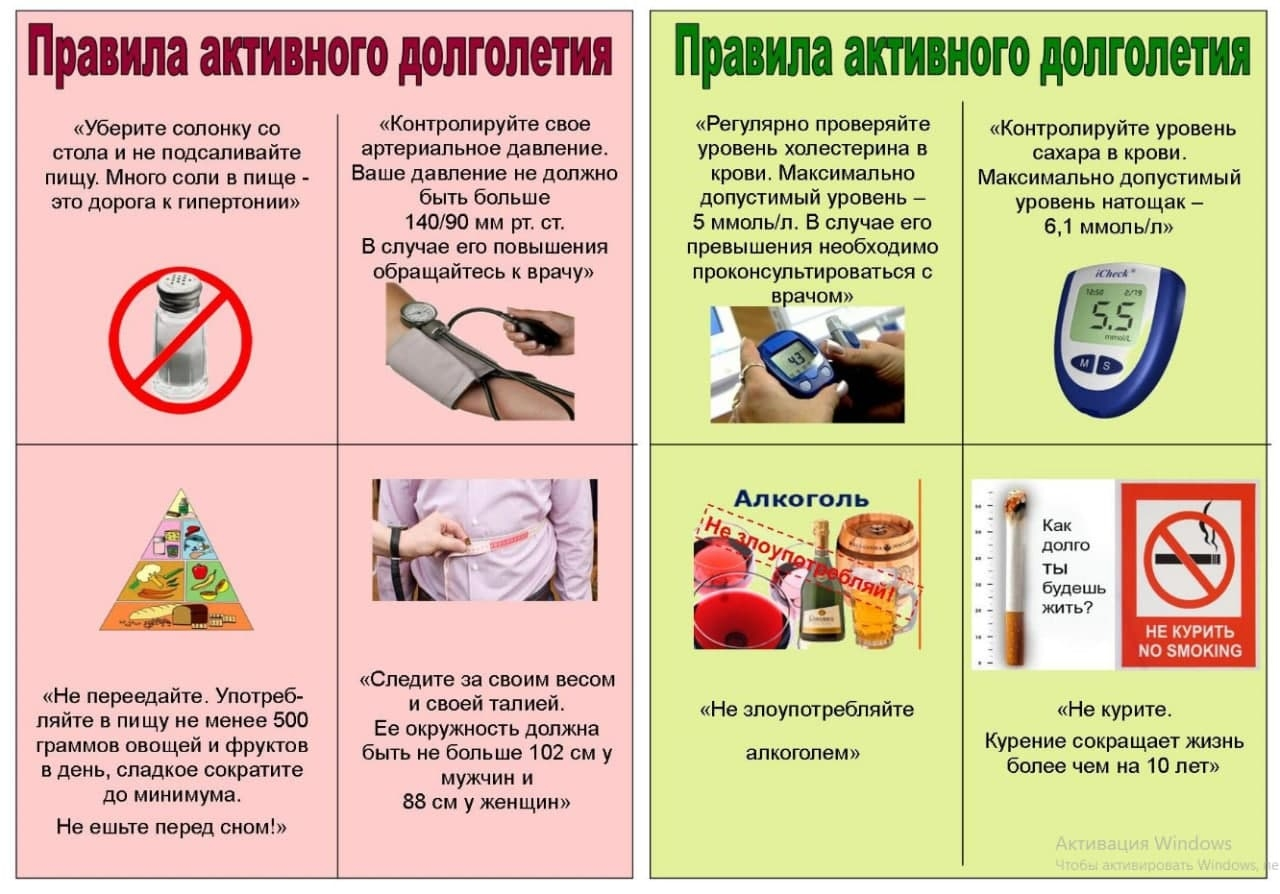 Правила активного долголетия
«Уберите солонку со
стола и не подсаливайте
пищу. Много соли в пище -
это дорога к гипертонии»
«Контролируйте свое
артериальное давление.
Ваше давление не должно
быть больше
140/90 мм рт. ст.
В случае его повышения
обращайтесь к врачу»
«Не переедайте. Употреб-
ляйте в пищу не менее 500
граммов овощей и фруктов
в день, сладкое сократите
до минимума.
Не ешьте перед сном!»
«Следите за своим весом
и своей талией.
Ее окружность должна
быть не больше 102 см у
мужчин и
88 см у женщин»
Правила активного долголетия
«Регулярно проверяйте
уровень холестерина в
крови. Максимально
допустимый уровень –
5 ммоль/л. В случае его
превышения необходимо
проконсультироваться с
врачом»
4.3
«Контролируйте уровень
сахара в крови.
Максимально допустимый
уровень натощак –
6,1 ммоль/л»
iCheck®
5.5
mmol/L
M S
Алкоголь
Не злоупотребляй!
«Не злоупотребляйте
алкоголем»
Как
долго
ты
будешь
жить?
НЕ КУРИТЬ
NO SMOKING
«Не курите.
Курение сокращает жизнь
более чем на 10 лет»
Активация Windows
Чтобы активировать Windows,